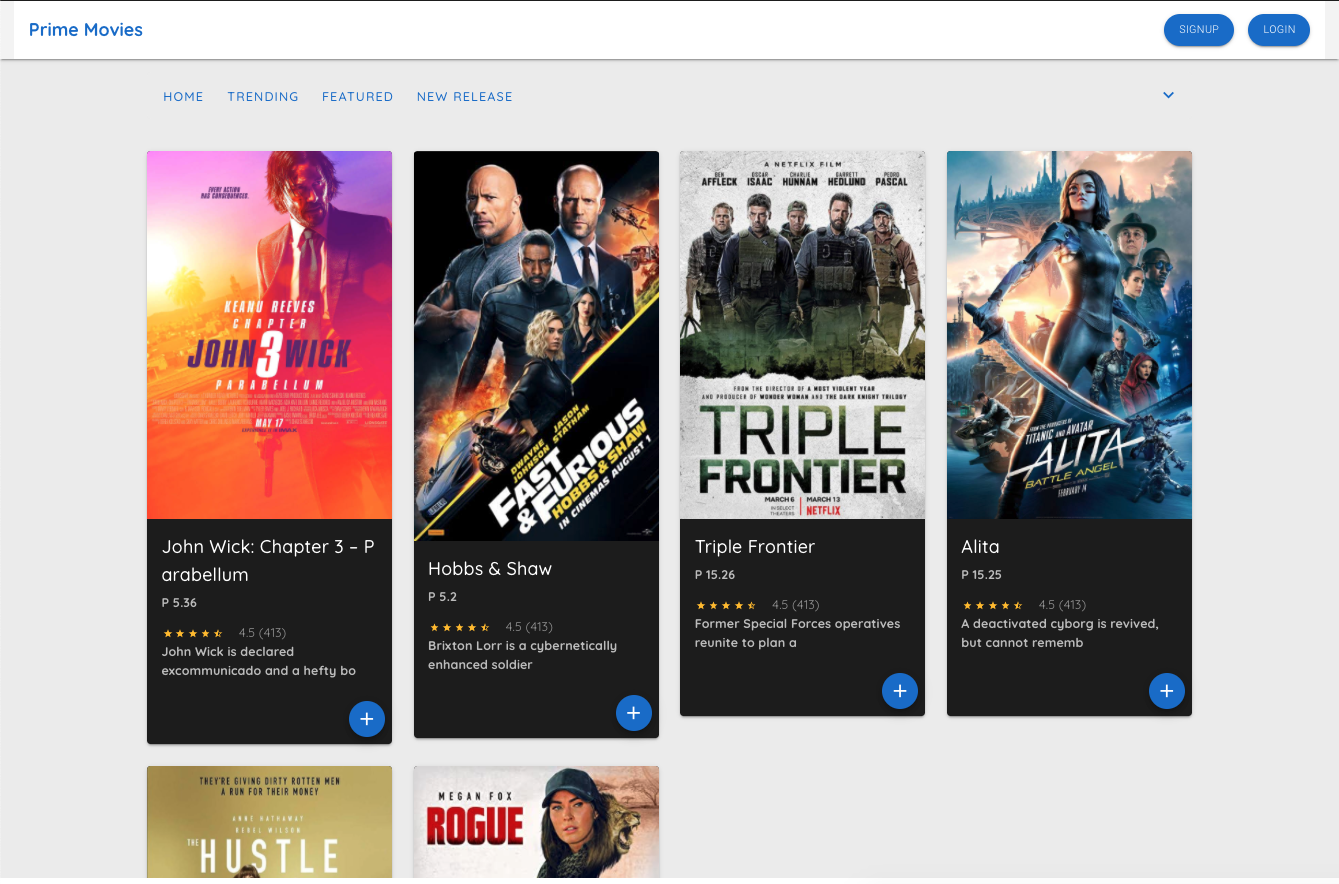 Prime Movies
SIGNUP
LOGIN
HOME
TRENDING
FEATURED
NEW RELEASE
EVERY ACTION
HAS CONSEQUENCES.
KEANU REEVES
CHAPTER
JOHN 3 WICK
PARABELLUM
MAY 17
John Wick: Chapter 3 – P
arabellum
P 5.36
4.5 (413)
John Wick is declared
excommunicado and a hefty bo
DWAYNE JOHNSON
JASON STATHAM
FAST
& FURIOUS
HOBBS & SHAW
IN CINEMAS AUGUST 1
Hobbs & Shaw
P 5.2
4.5 (413)
Brixton Lorr is a cybernetically
enhanced soldier
A NETFLIX FILM
BEN AFFLECK
OSCAR ISAAC
CHARLIE HUNNAM
GARRETT HEDLUND
PEDRO PASCAL
FROM THE DIRECTOR OF A MOST VIOLENT YEAR
AND PRODUCER OF WONDER WOMAN AND THE DARK KNIGHT TRILOGY
TRIPLE
FRONTIER
MARCH 6
IN SELECT
THEATERS
MARCH 13
NETFLIX
Triple Frontier
P 15.26
4.5 (413)
Former Special Forces operatives
reunite to plan a
FROM THE PRODUCERS OF
TITANIC AND AVATAR
ALITA
BATTLE ANGEL
FEBRUARY 14
Alita
P 15.25
4.5 (413)
A deactivated cyborg is revived,
but cannot rememb
THEY'RE GIVING DIRTY ROTTEN MEN
A RUN FOR THEIR MONEY
ANNE HATHAWAY
REBEL WILSON
THE HUSTLE
MEGAN FOX
ROGUE